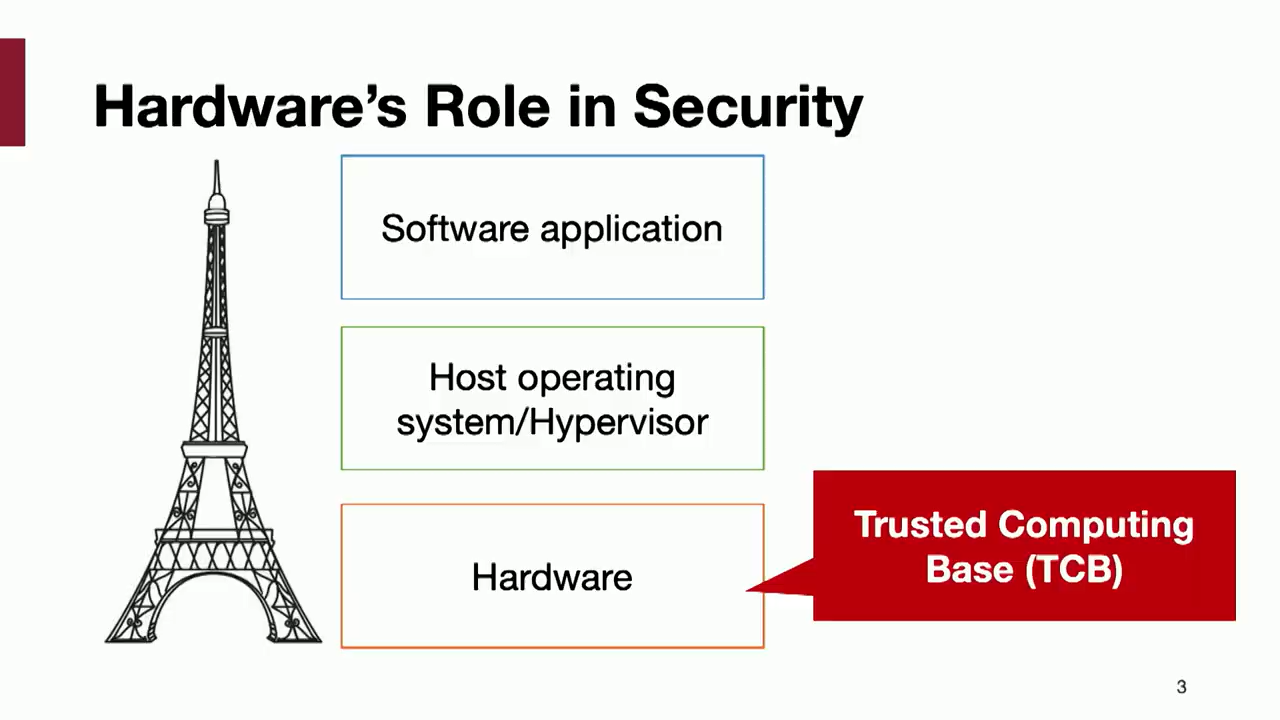 Hardware’s Role in Security
Software application
Host operating
system/Hypervisor
Hardware
Trusted Computing
Base (TCB)
3